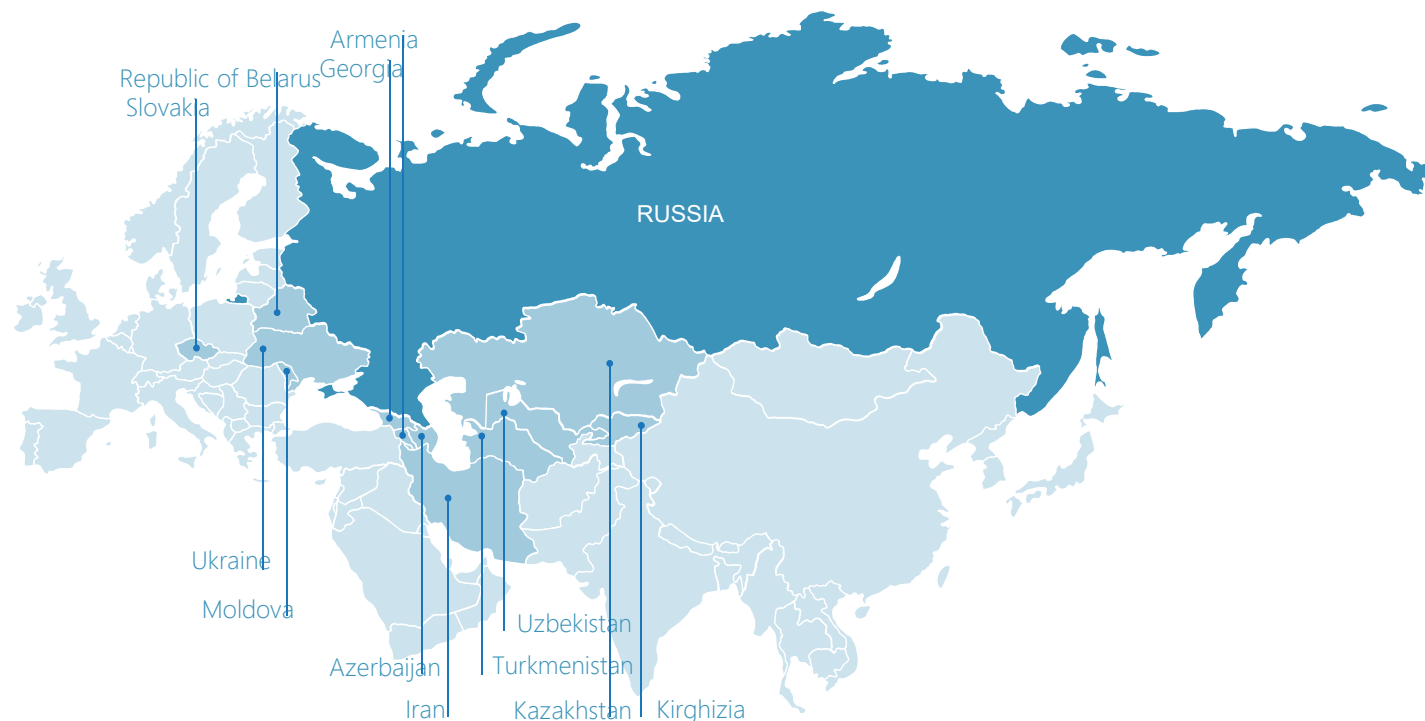 Armenia
Georgia
Republic of Belarus
Slovakia
RUSSIA
Ukraine
Moldova
Uzbekistan
Azerbaijan
Turkmenistan
Iran
Kazakhstan
Kirghizia